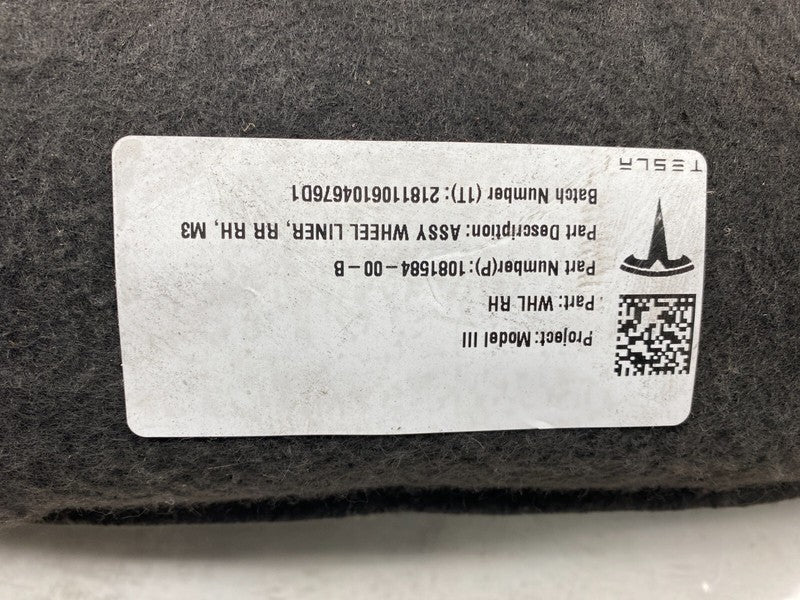 Project: Model III
Part: WHL RH
Part Number(P): 1081584-00-B
Part Description: ASSY WHEEL LINER, RR RH, M3
Batch Number (1T): 2181106104676D1
TESLA